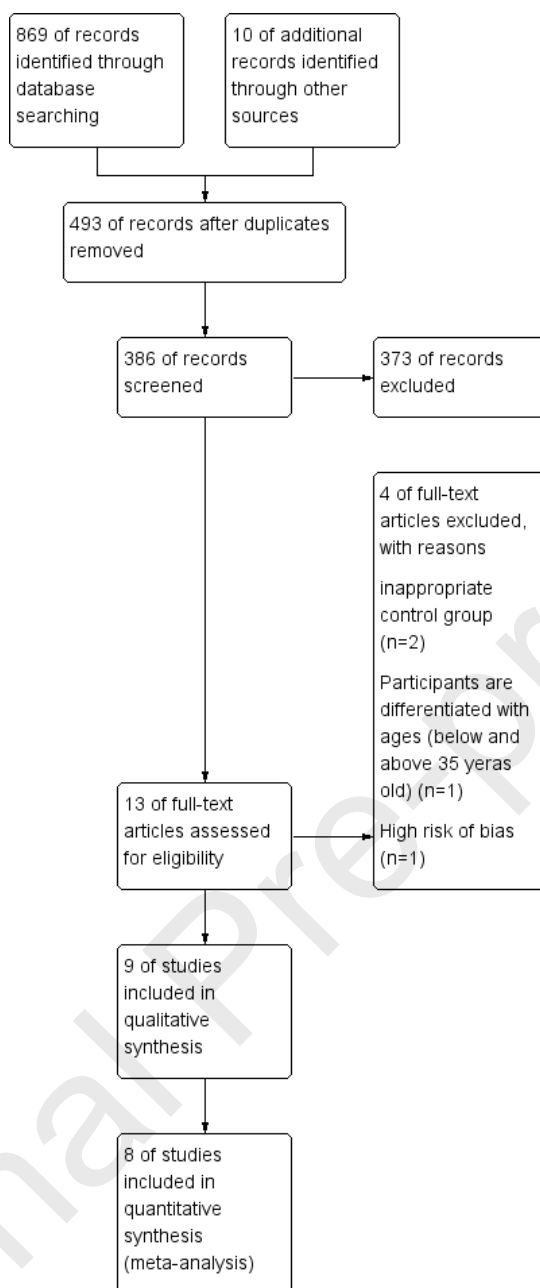 869 of records
identified through
database
searching
10 of additional
records identified
through other
sources
493 of records after duplicates
removed
386 of records
screened
373 of records
excluded
4 of full-text
articles excluded,
with reasons
inappropriate
control group
(n=2)
Participants are
differentiated with
ages (below and
above 35 yeras
old) (n=1)
High risk of bias
(n=1)
13 of full-text
articles assessed
for eligibility
9 of studies
included in
qualitative
synthesis
8 of studies
included in
quantitative
synthesis
(meta-analysis)